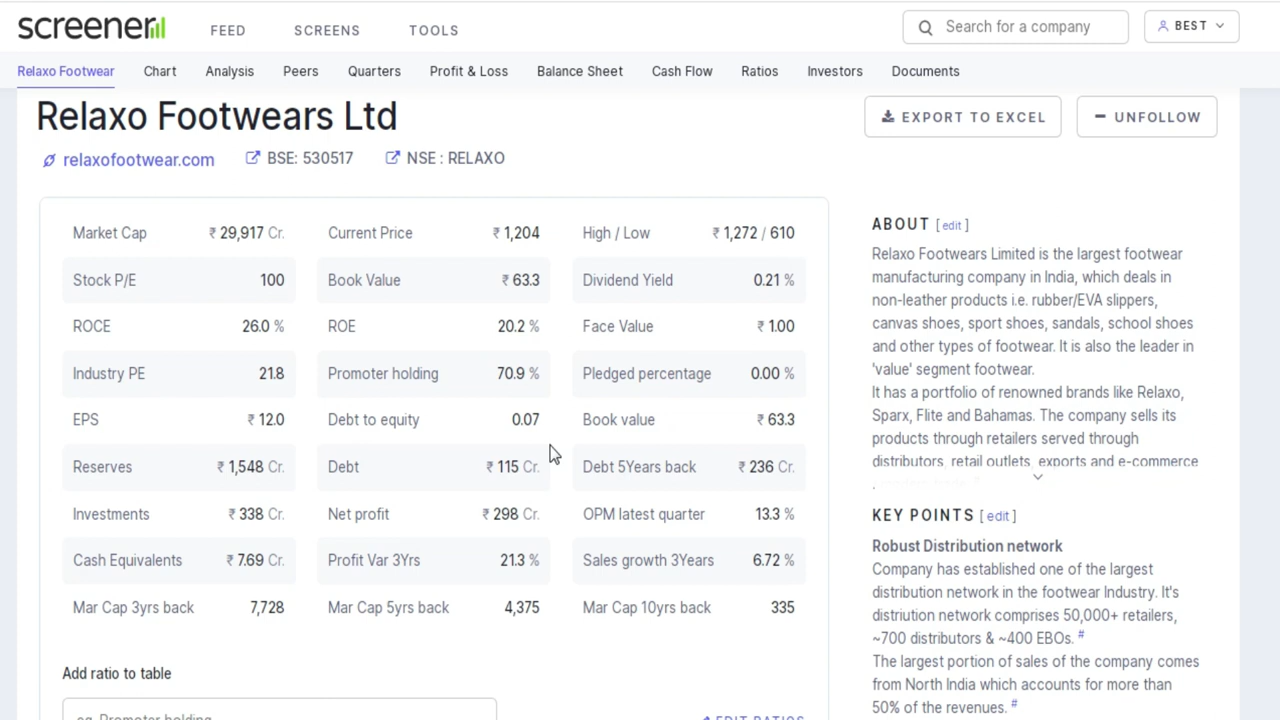 screener
FEED SCREENS TOOLS
Search for a company
BEST
Relaxo Footwear Chart Analysis Peers Quarters Profit & Loss Balance Sheet Cash Flow Ratios Investors Documents
Relaxo Footwears Ltd
EXPORT TO EXCEL
UNFOLLOW
relaxofootwear.com BSE: 530517 NSE : RELAXO
Market Cap ₹ 29,917 Cr. Current Price ₹ 1,204 High / Low ₹ 1,272 / 610
Stock P/E 100 Book Value ₹ 63.3 Dividend Yield 0.21 %
ROCE 26.0 % ROE 20.2 % Face Value ₹ 1.00
Industry PE 21.8 Promoter holding 70.9 % Pledged percentage 0.00 %
EPS ₹ 12.0 Debt to equity 0.07 Book value ₹ 63.3
Reserves ₹ 1,548 Cr. Debt ₹ 115 Cr. Debt 5Years back ₹ 236 Cr.
Investments ₹ 338 Cr. Net profit ₹ 298 Cr. OPM latest quarter 13.3 %
Cash Equivalents ₹ 7.69 Cr. Profit Var 3Yrs 21.3 % Sales growth 3Years 6.72 %
Mar Cap 3yrs back 7,728 Mar Cap 5yrs back 4,375 Mar Cap 10yrs back 335
Add ratio to table
eg. Promoter holding
EDIT RATIOS
ABOUT [ edit ]
Relaxo Footwears Limited is the largest footwear
manufacturing company in India, which deals in
non-leather products i.e. rubber/EVA slippers,
canvas shoes, sport shoes, sandals, school shoes
and other types of footwear. It is also the leader in
'value' segment footwear.
It has a portfolio of renowned brands like Relaxo,
Sparx, Flite and Bahamas. The company sells its
products through retailers served through
distributors, retail outlets, exports and e-commerce
KEY POINTS [ edit ]
Robust Distribution network
Company has established one of the largest
distribution network in the footwear Industry. It's
distriution network comprises 50,000+ retailers,
~700 distributors & ~400 EBOs. #
The largest portion of sales of the company comes
from North India which accounts for more than
50% of the revenues. #